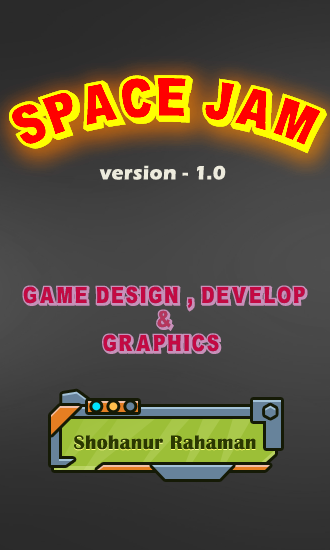 SPACE JAM
version - 1.0
GAME DESIGN , DEVELOP
&
GRAPHICS
Shohanur Rahaman